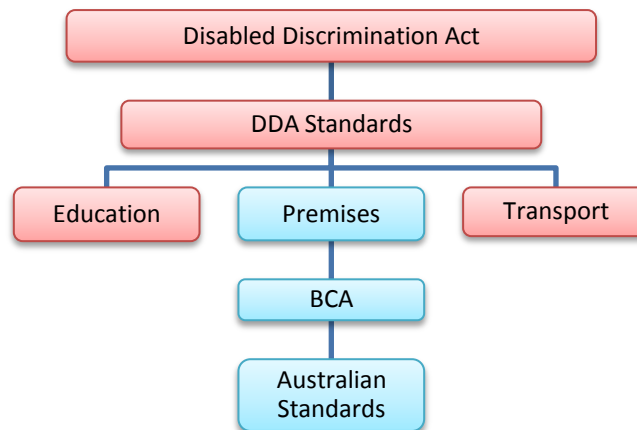 Disabled Discrimination Act
DDA Standards
Education
Premises
Transport
BCA
Australian
Standards